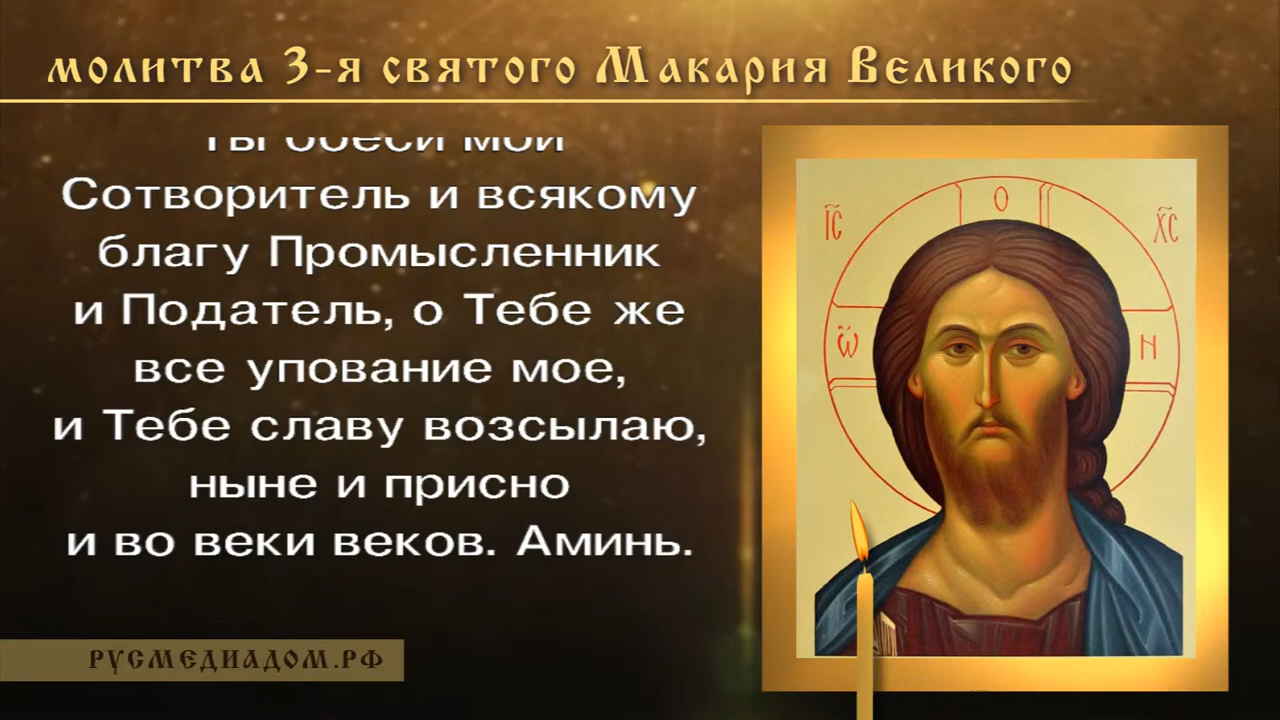 молитва 3-я святого Макария Великого
Сотворитель и всякому
благу Промысленник
и Податель, о Тебе же
все упование мое,
и Тебе славу возсылаю,
ныне и присно
и во веки веков. Аминь.
IC
О
ХС
Ѡ
Н
РУСМЕДИАДОМ.РФ